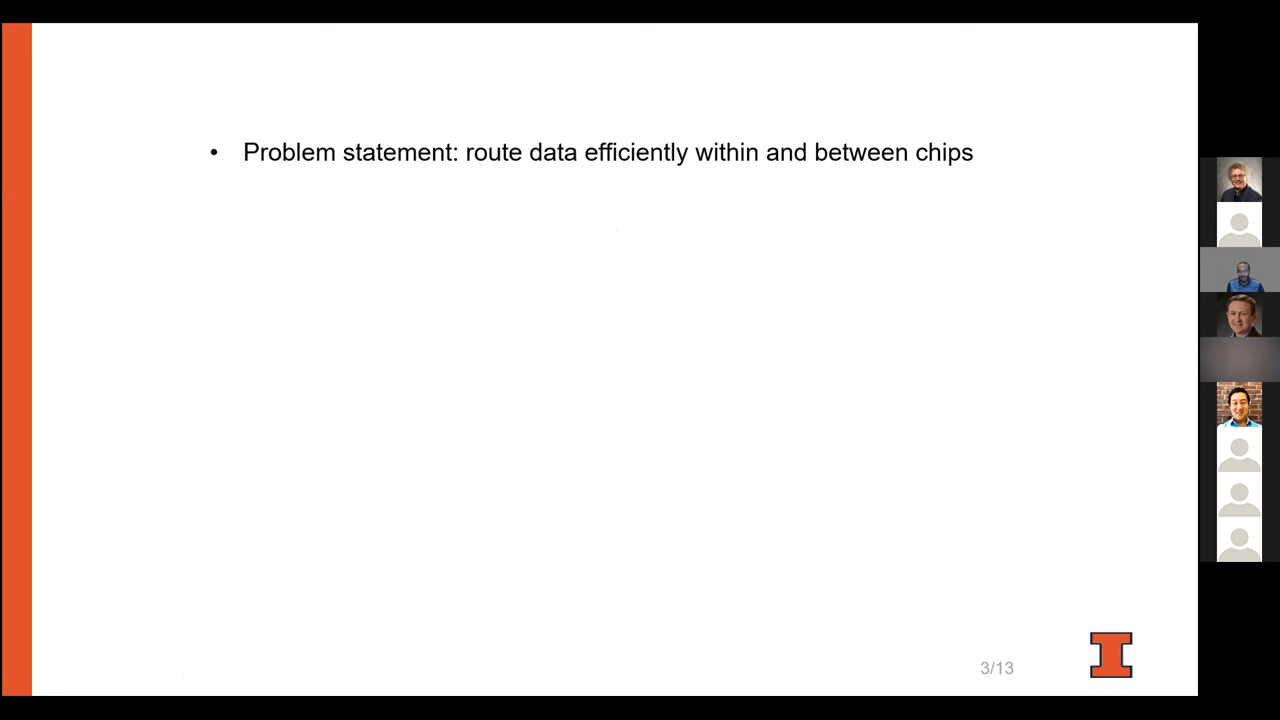 • Problem statement: route data efficiently within and between chips
3/13